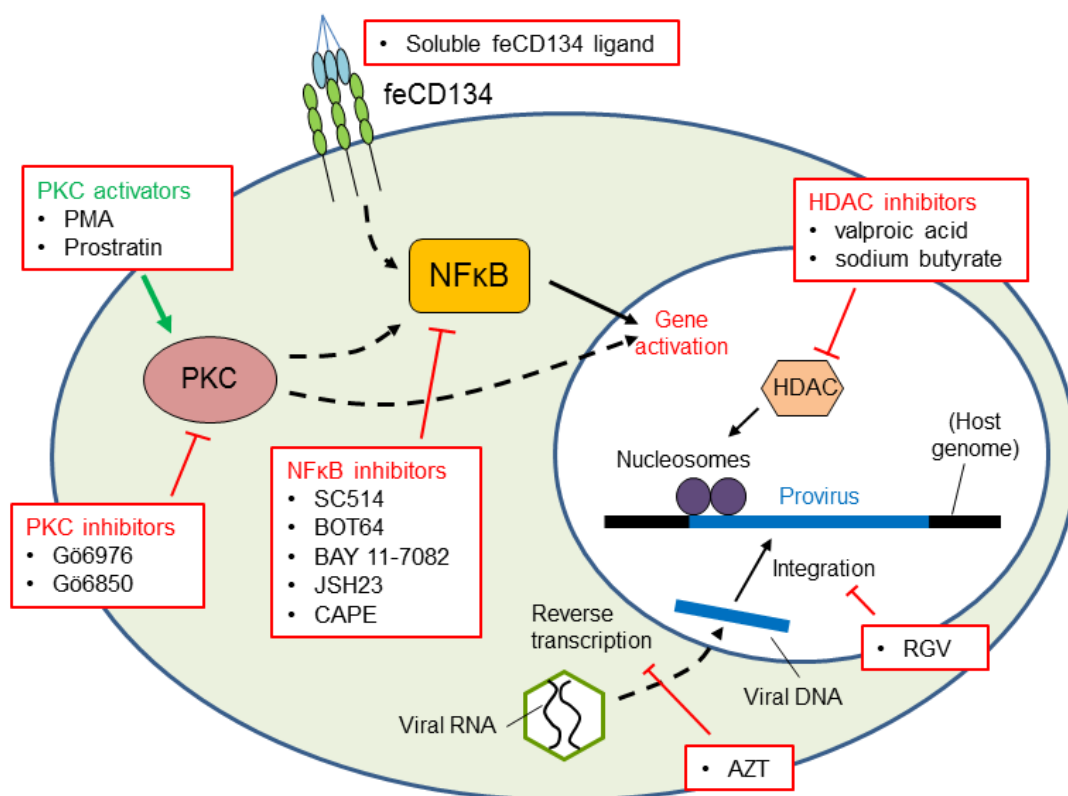 • Soluble feCD134 ligand
feCD134
PKC activators
• PMA
• Prostratin
HDAC inhibitors
• valproic acid
• sodium butyrate
NFκB
Gene
activation
PKC
HDAC
(Host
genome)
Nucleosomes
Provirus
NFκB inhibitors
• SC514
• BOT64
• BAY 11-7082
• JSH23
• CAPE
PKC inhibitors
• Gö6976
• Gö6850
Integration
Reverse
transcription
• RGV
Viral DNA
Viral RNA
• AZT